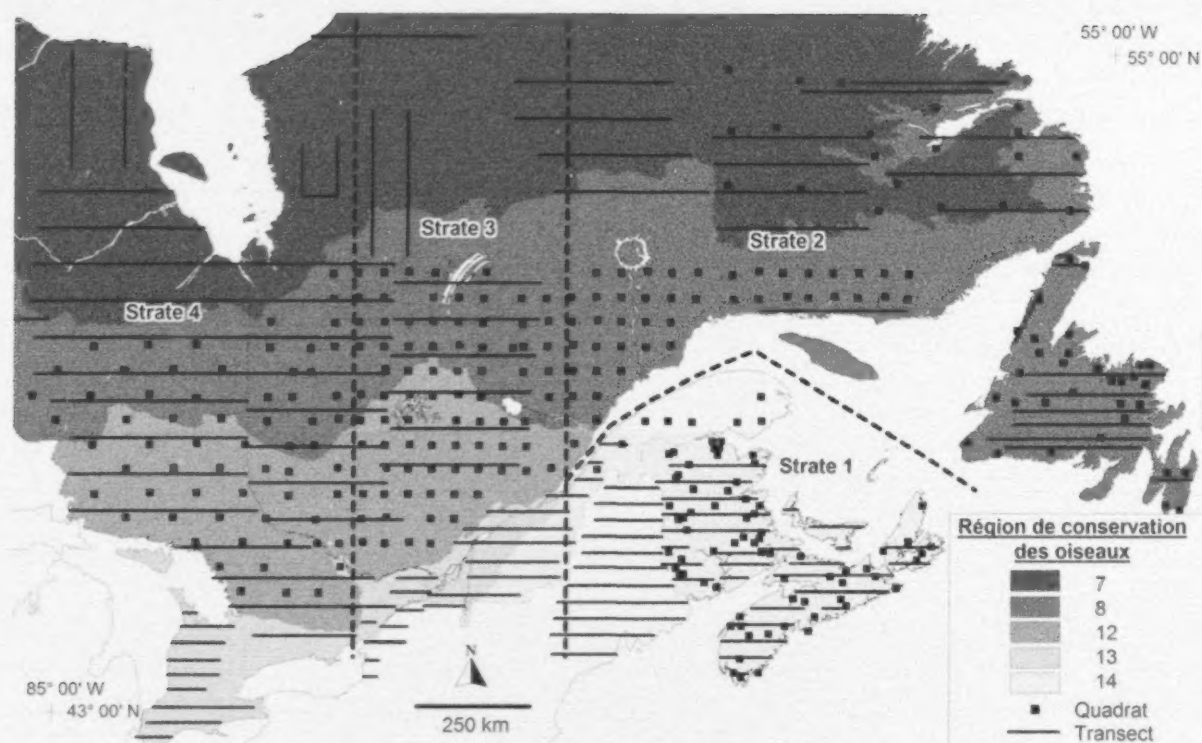 55° 00' W
55° 00' N
Strate 3
Strate 2
Strate 4
Strate 1
Région de conservation
des oiseaux
7
8
12
13
14
Quadrat
Transect
N
250 km
85° 00' W
43° 00' N